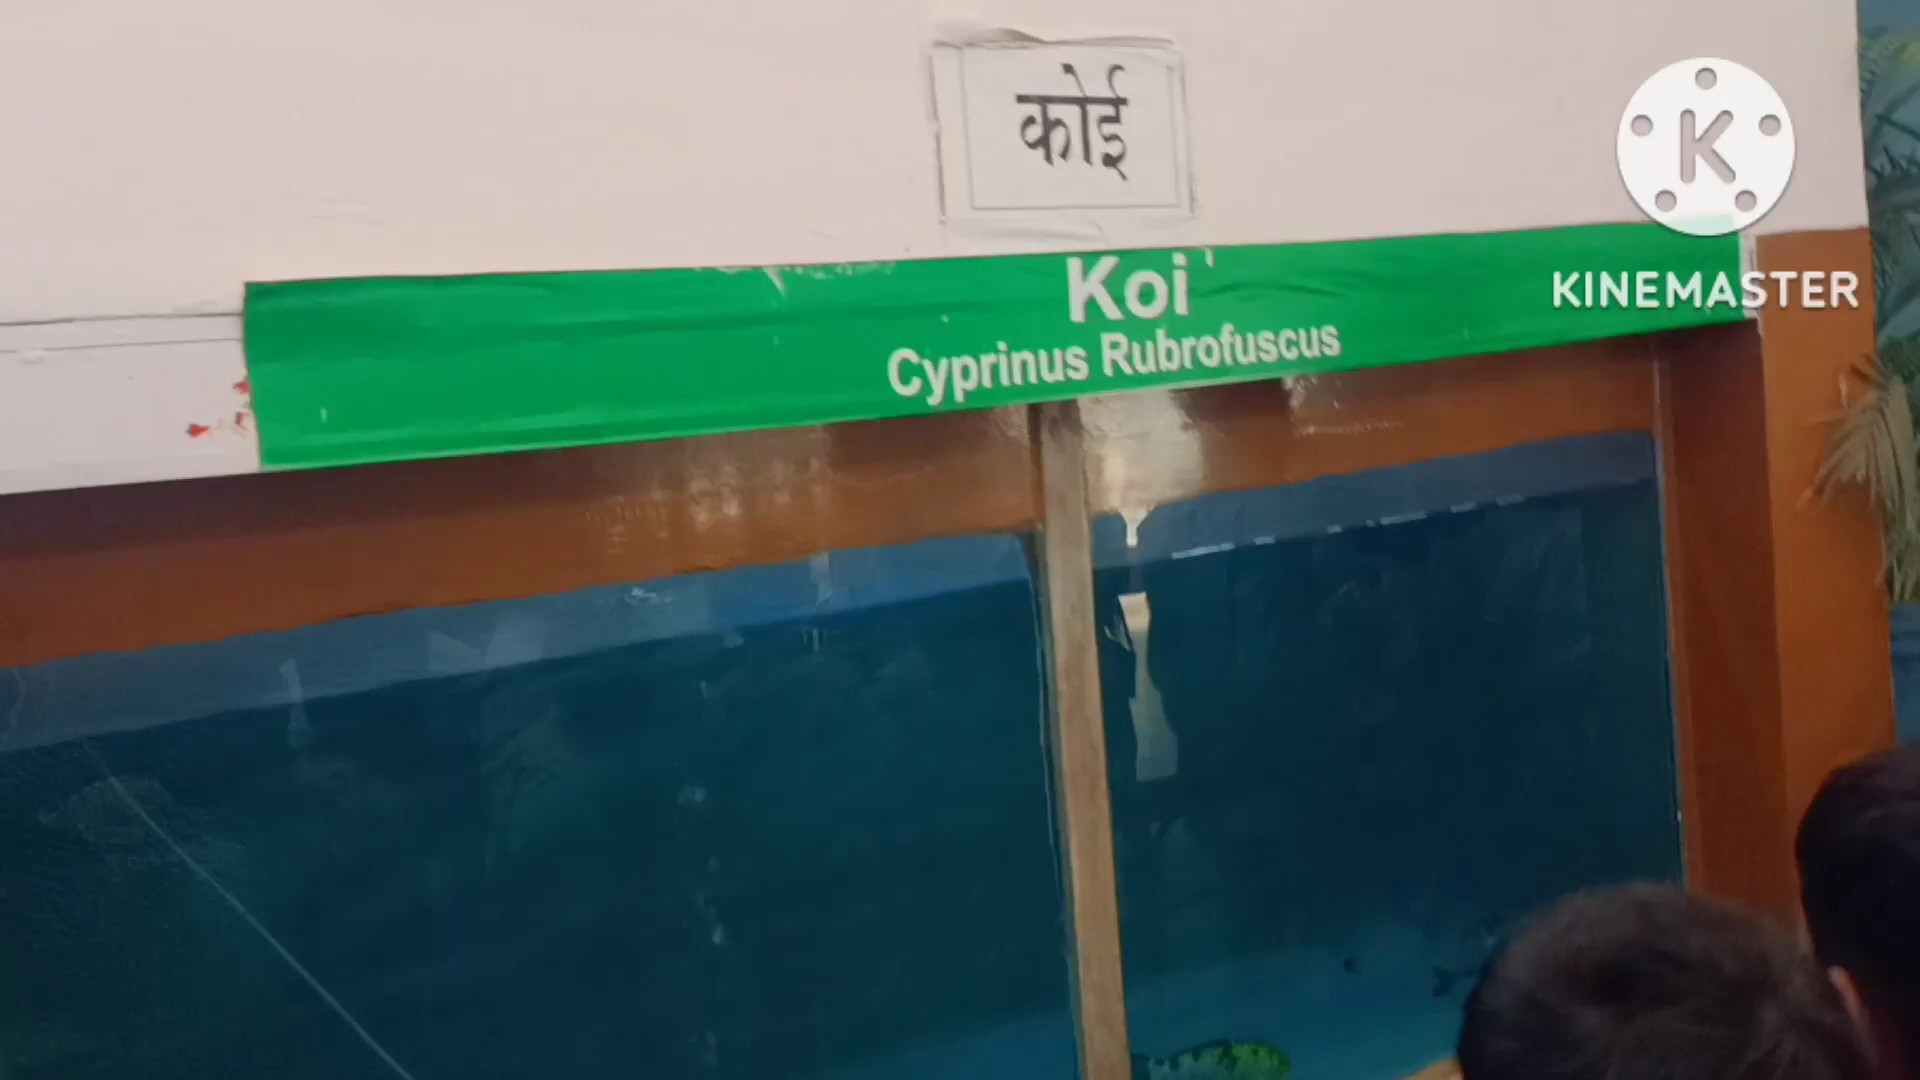 कोई
Koi
Cyprinus Rubrofuscus
K
KINEMASTER